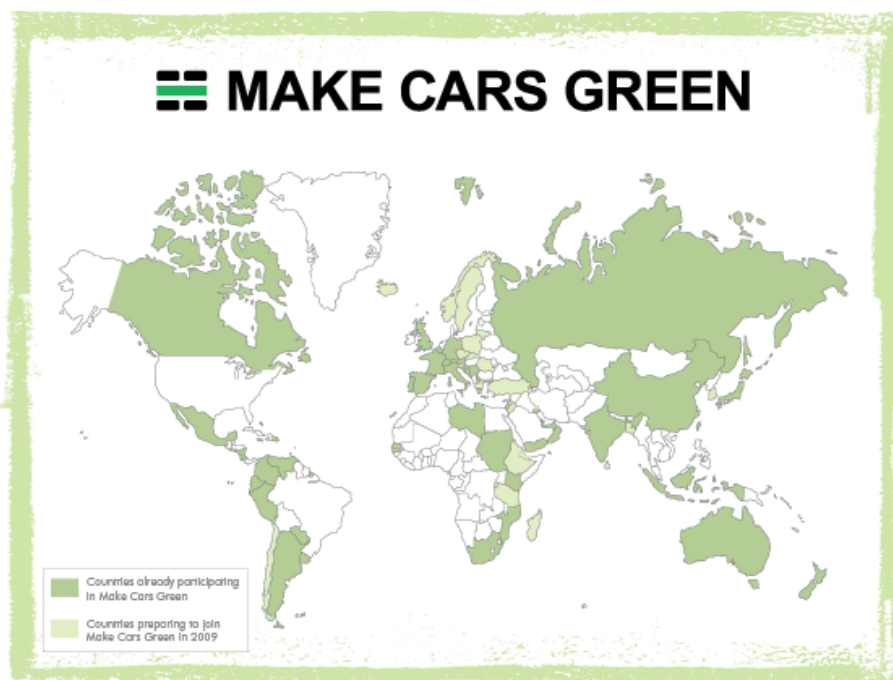 MAKE CARS GREEN
Countries already participating
in Make Cars Green
Countries preparing to join
Make Cars Green in 2009